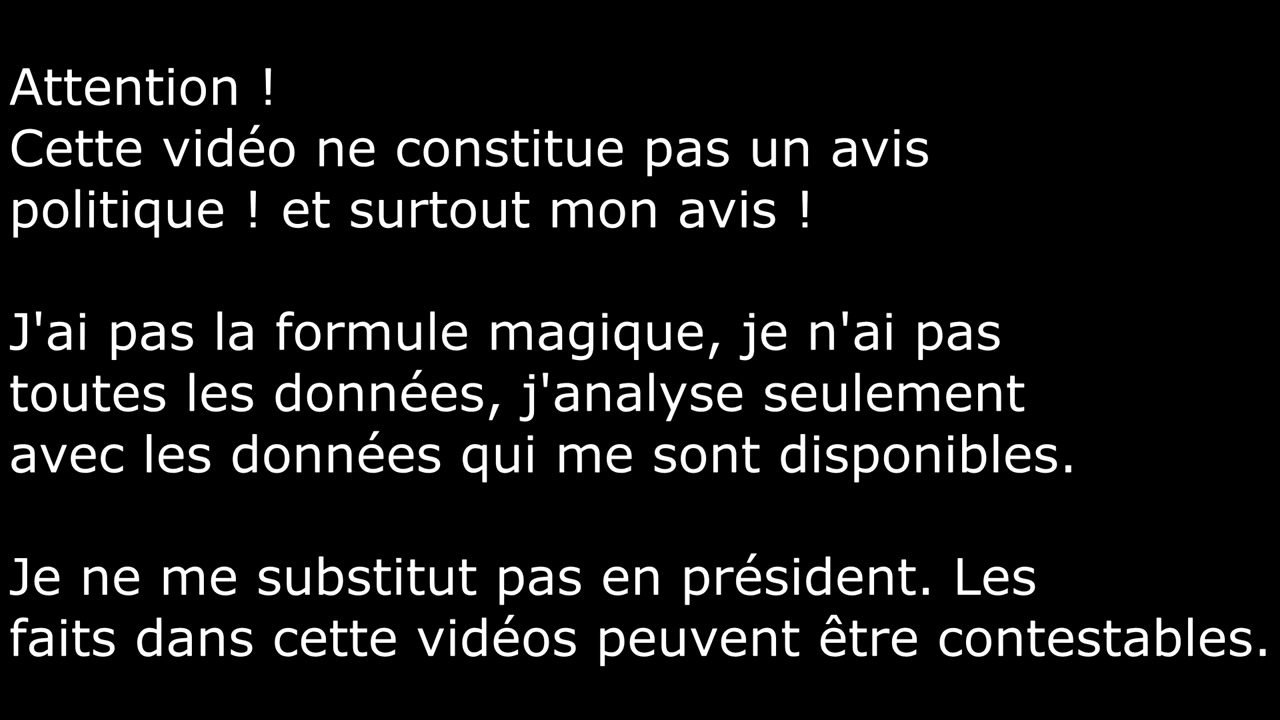 Attention !
Cette vidéo ne constitue pas un avis
politique ! et surtout mon avis !
J'ai pas la formule magique, je n'ai pas
toutes les données, j'analyse seulement
avec les données qui me sont disponibles.
Je ne me substitut pas en président. Les
faits dans cette vidéos peuvent être contestables.